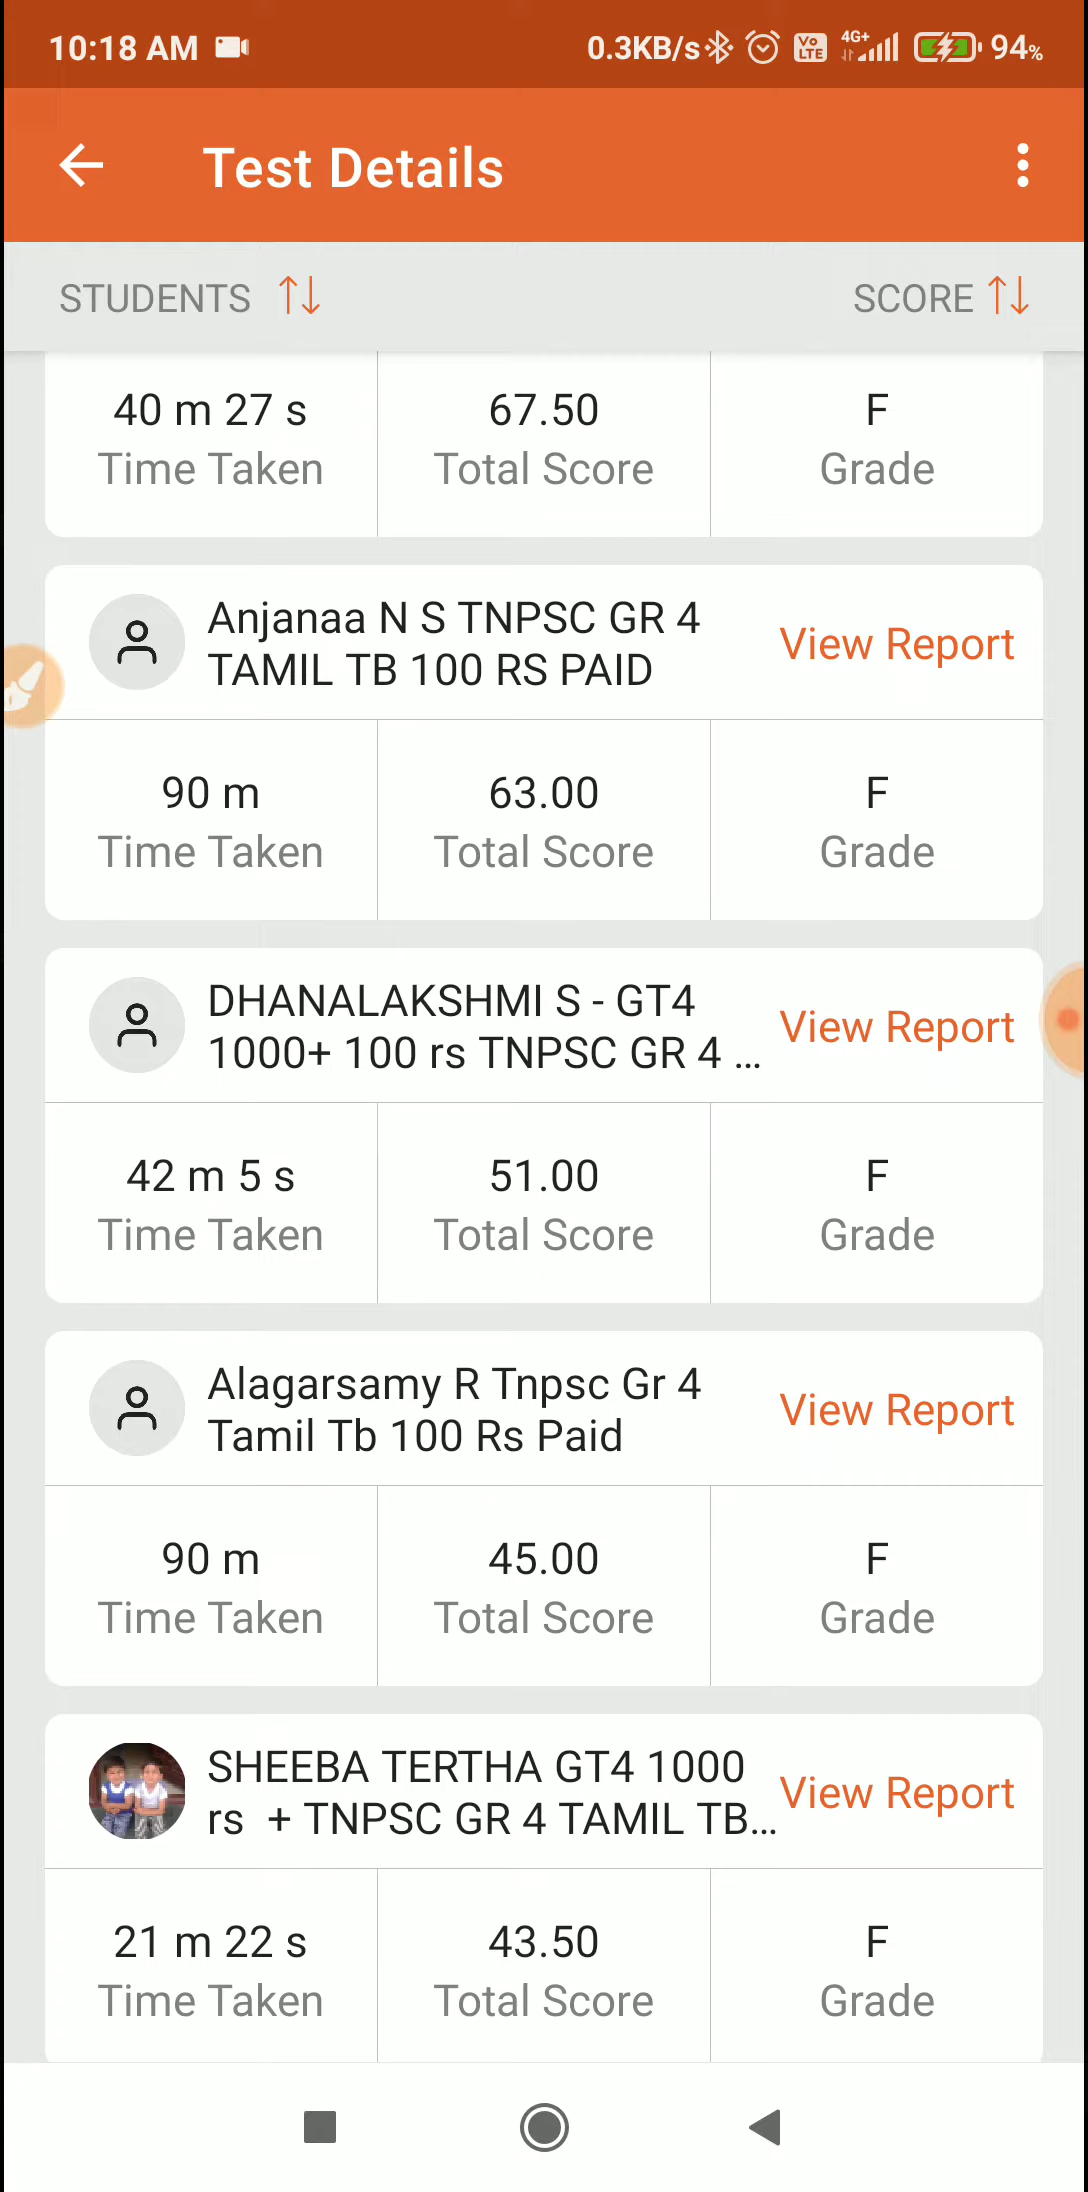 10:18 AM 0.3KB/s Vo LTE 4G+ 94%
Test Details
STUDENTS SCORE
40 m 27 s 67.50 F
Time Taken Total Score Grade
Anjanaa N S TNPSC GR 4
TAMIL TB 100 RS PAID
View Report
90 m 63.00 F
Time Taken Total Score Grade
DHANALAKSHMI S - GT4
1000+ 100 rs TNPSC GR 4 ...
View Report
42 m 5 s 51.00 F
Time Taken Total Score Grade
Alagarsamy R Tnpsc Gr 4
Tamil Tb 100 Rs Paid
View Report
90 m 45.00 F
Time Taken Total Score Grade
SHEEBA TERTHA GT4 1000
rs + TNPSC GR 4 TAMIL TB...
View Report
21 m 22 s 43.50 F
Time Taken Total Score Grade